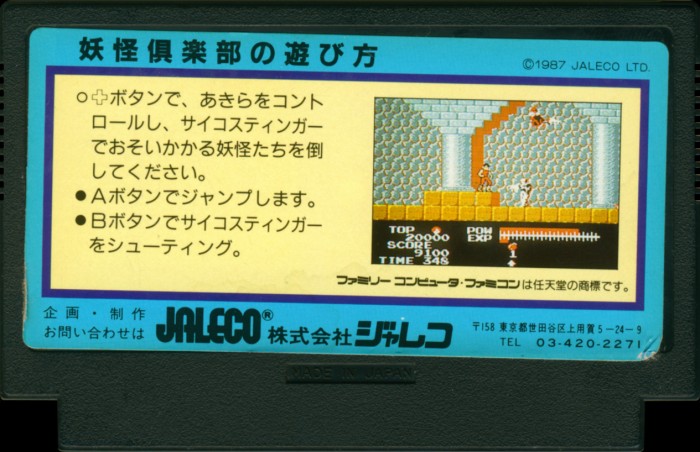 妖怪倶楽部の遊び方
©1987 JALECO LTD.
○✚ボタンで、あきらをコント
ロールし、サイコスティンガー
でおそいかかる妖怪たちを倒
してください。
●Aボタンでジャンプします。
●Bボタンでサイコスティンガー
をシューティング。
TOP
20000
SCORE
9100
TIME 348
POW
EXP
1
ファミリーコンピュータ・ファミコンは任天堂の商標です。
企画・制作
お問い合わせは
JALECO® 株式会社ジャレコ
〒158 東京都世田谷区上用賀5-24-9
TEL 03-420-2271
MADE IN JAPAN